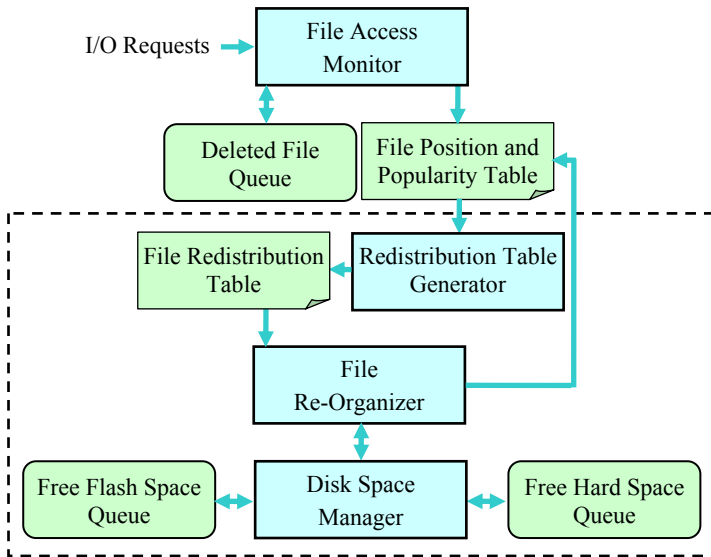 I/O Requests
File Access
Monitor
Deleted File
Queue
File Position and
Popularity Table
File Redistribution
Table
Redistribution Table
Generator
File
Re-Organizer
Free Flash Space
Queue
Disk Space
Manager
Free Hard Space
Queue